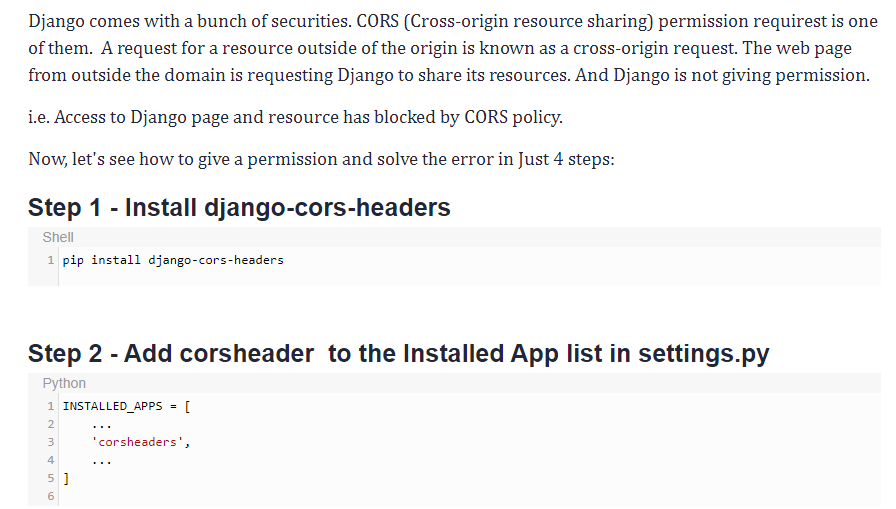 Django comes with a bunch of securities. CORS (Cross-origin resource sharing) permission requirest is one
of them.  A request for a resource outside of the origin is known as a cross-origin request. The web page
from outside the domain is requesting Django to share its resources. And Django is not giving permission.
i.e. Access to Django page and resource has blocked by CORS policy.
Now, let's see how to give a permission and solve the error in Just 4 steps:
Step 1 - Install django-cors-headers
Shell
1 pip install django-cors-headers
Step 2 - Add corsheader  to the Installed App list in settings.py
Python
1 INSTALLED_APPS = [
2     ...
3     'corsheaders',
4     ...
5 ]
6